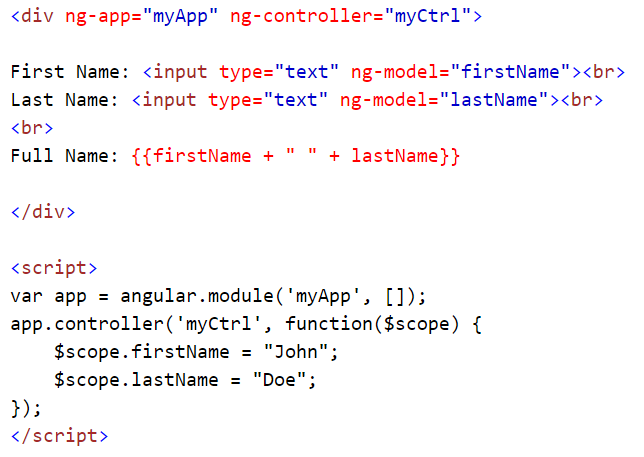 <div ng-app="myApp" ng-controller="myCtrl">
First Name: <input type="text" ng-model="firstName"><br>
Last Name: <input type="text" ng-model="lastName"><br>
<br>
Full Name: {{firstName + " " + lastName}}
</div>
<script>
var app = angular.module('myApp', []);
app.controller('myCtrl', function($scope) {
    $scope.firstName = "John";
    $scope.lastName = "Doe";
});
</script>